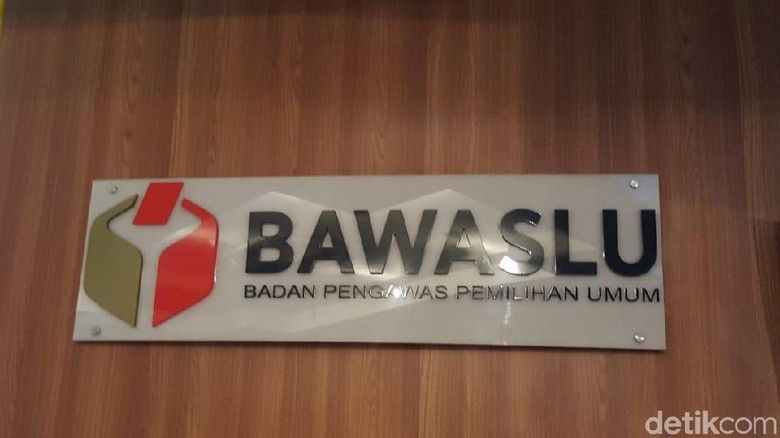 BAWASLU
BADAN PENGAWAS PEMILIHAN UMUM
detikcom